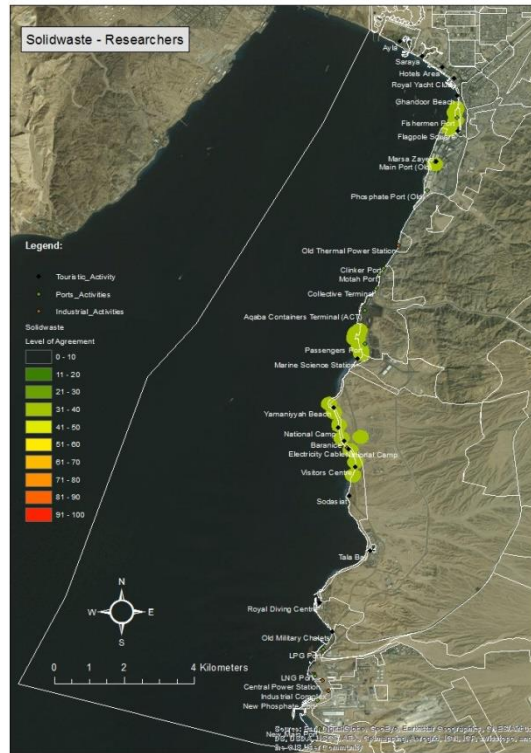 Solidwaste - Researchers
Ayla
Saraya
Hotels Area
Royal Yacht Club
Ghandoor Beach
Fishermen Port
Flagpole Square
Marsa Zayed
Main Port (Old)
Phosphate Port (Old)
Old Thermal Power Station
Clinker Port
Motah Port
Collective Terminal
Aqaba Containers Terminal (ACT)
Passengers Port
Marine Science Station
Yamaniyyah Beach
National Camp
Baranice
Electricity Cable National Camp
Visitors Centre
Sodasiat
Tala Bay
Royal Diving Centre
Old Military Chalets
LPG Port
LNG Port
Central Power Station
Industrial Complex
New Phosphate Port
Legend:
Touristic_Activity
Ports_Activities
Industrial_Activities
Solidwaste
Level of Agreement
0 - 10
11 - 20
21 - 30
31 - 40
41 - 50
51 - 60
61 - 70
71 - 80
81 - 90
91 - 100
N
W E
S
0 2 4 Kilometers